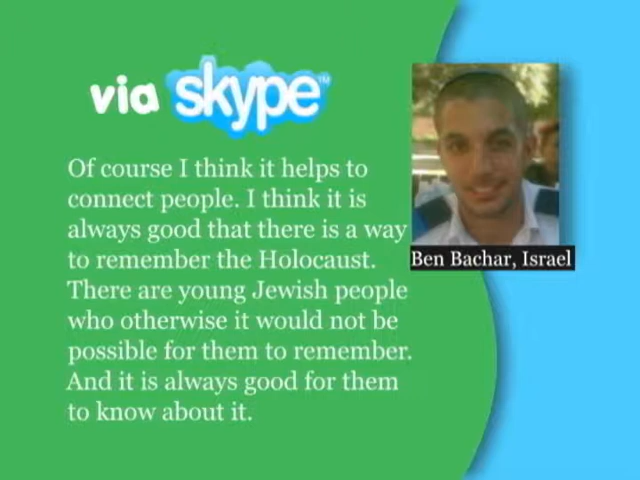 via skype™
Of course I think it helps to
connect people. I think it is
always good that there is a way
to remember the Holocaust.
There are young Jewish people
who otherwise it would not be
possible for them to remember.
And it is always good for them
to know about it.
Ben Bachar, Israel